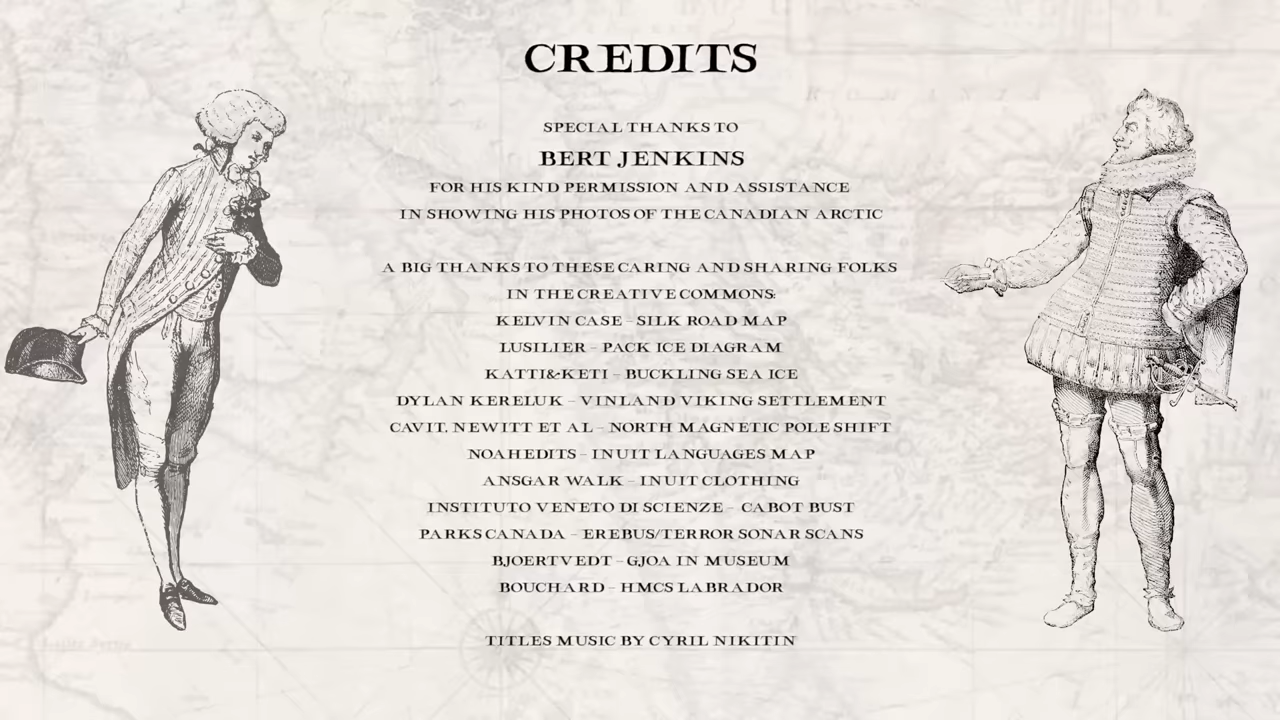 CREDITS
SPECIAL THANKS TO
BERT JENKINS
FOR HIS KIND PERMISSION AND ASSISTANCE
IN SHOWING HIS PHOTOS OF THE CANADIAN ARCTIC
A BIG THANKS TO THESE CARING AND SHARING FOLKS
IN THE CREATIVE COMMONS:
KELVIN CASE - SILK ROAD MAP
LUSILIER - PACK ICE DIAGRAM
KATTI&KETI - BUCKLING SEA ICE
DYLAN KERELUK - VINLAND VIKING SETTLEMENT
CAVIT, NEWITT ET AL - NORTH MAGNETIC POLE SHIFT
NOAHEDITS - INUIT LANGUAGES MAP
ANSGAR WALK - INUIT CLOTHING
INSTITUTO VENETO DI SCIENZE - CABOT BUST
PARKS CANADA - EREBUS/TERROR SONAR SCANS
BJOERTVEDT - GJOA IN MUSEUM
BOUCHARD - HMCS LABRADOR
TITLES MUSIC BY CYRIL NIKITIN